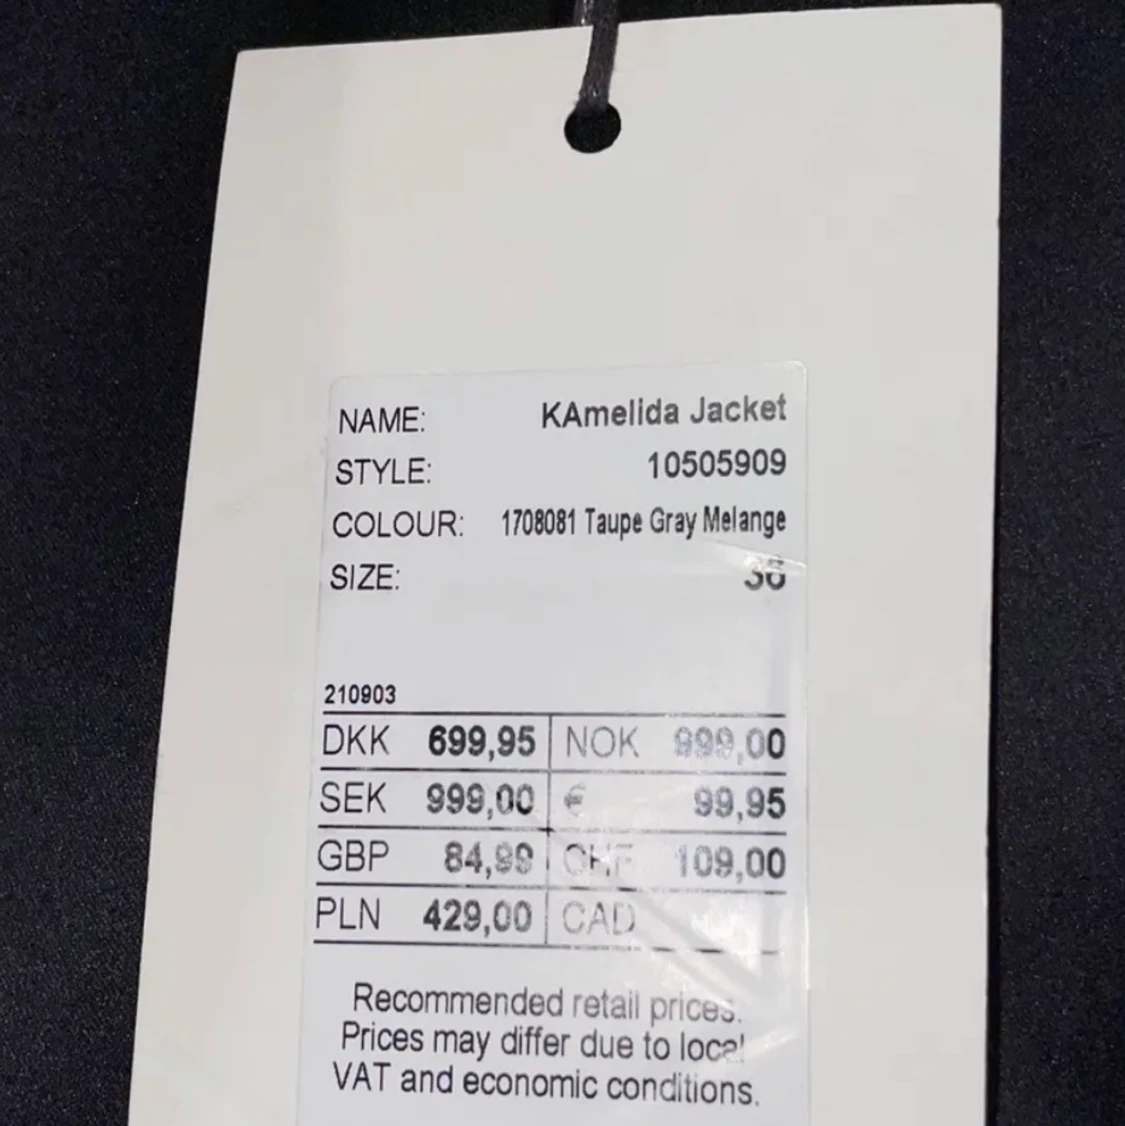 NAME: KAmelida Jacket
STYLE: 10505909
COLOUR: 1708081 Taupe Gray Melange
SIZE: 36
210903
DKK 699,95 NOK 999,00
SEK 999,00 € 99,95
GBP 84,99 CHF 109,00
PLN 429,00 CAD
Recommended retail prices.
Prices may differ due to local
VAT and economic conditions.